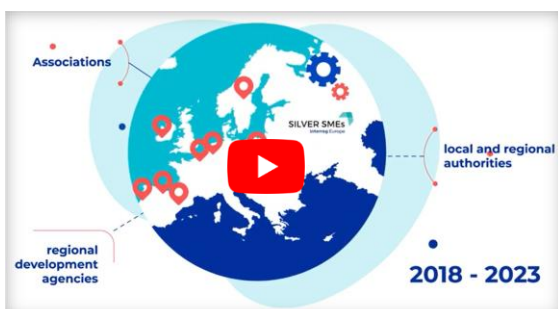 Associations
SILVER SMEs
Interreg Europe
local and regional
authorities
regional
development
agencies
2018 - 2023